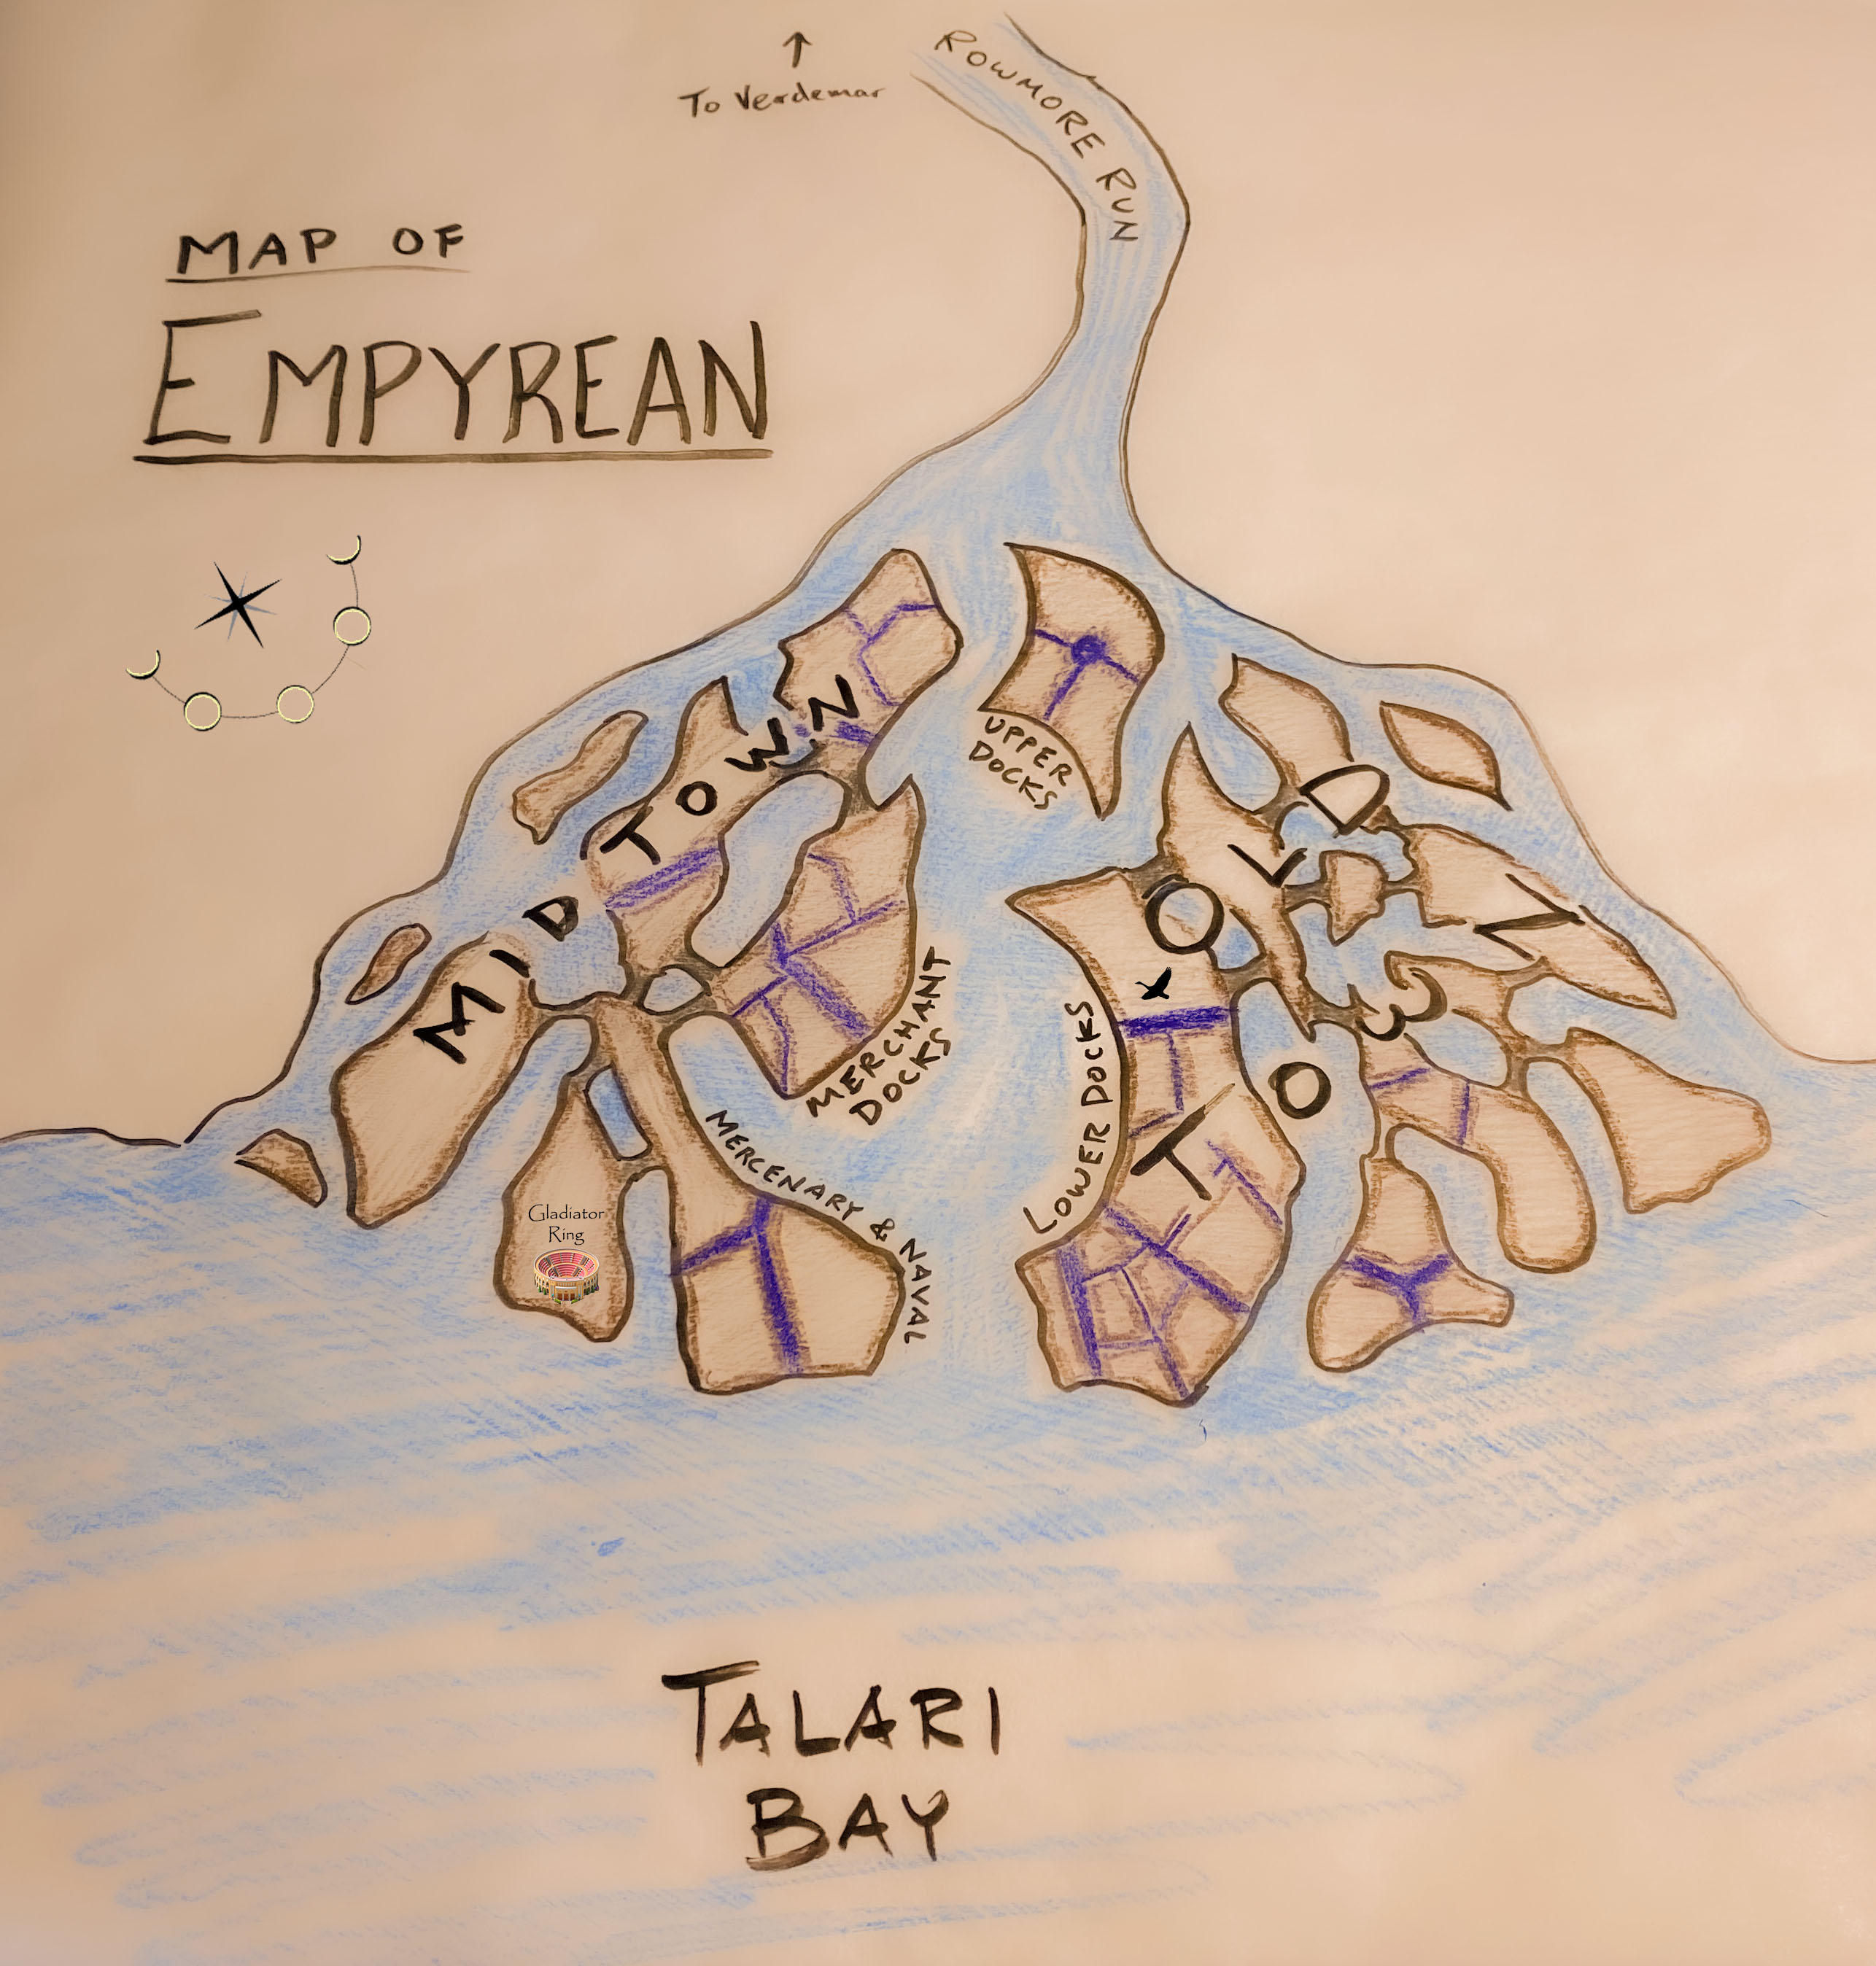 To Verdemar
ROWMORE RUN
MAP OF
EMPYREAN
UPPER
DOCKS
MIDTOWN
OLD
TOWN
MERCHANT
DOCKS
MERCENARY & NAVAL
LOWER DOCKS
Gladiator
Ring
TALARI
BAY